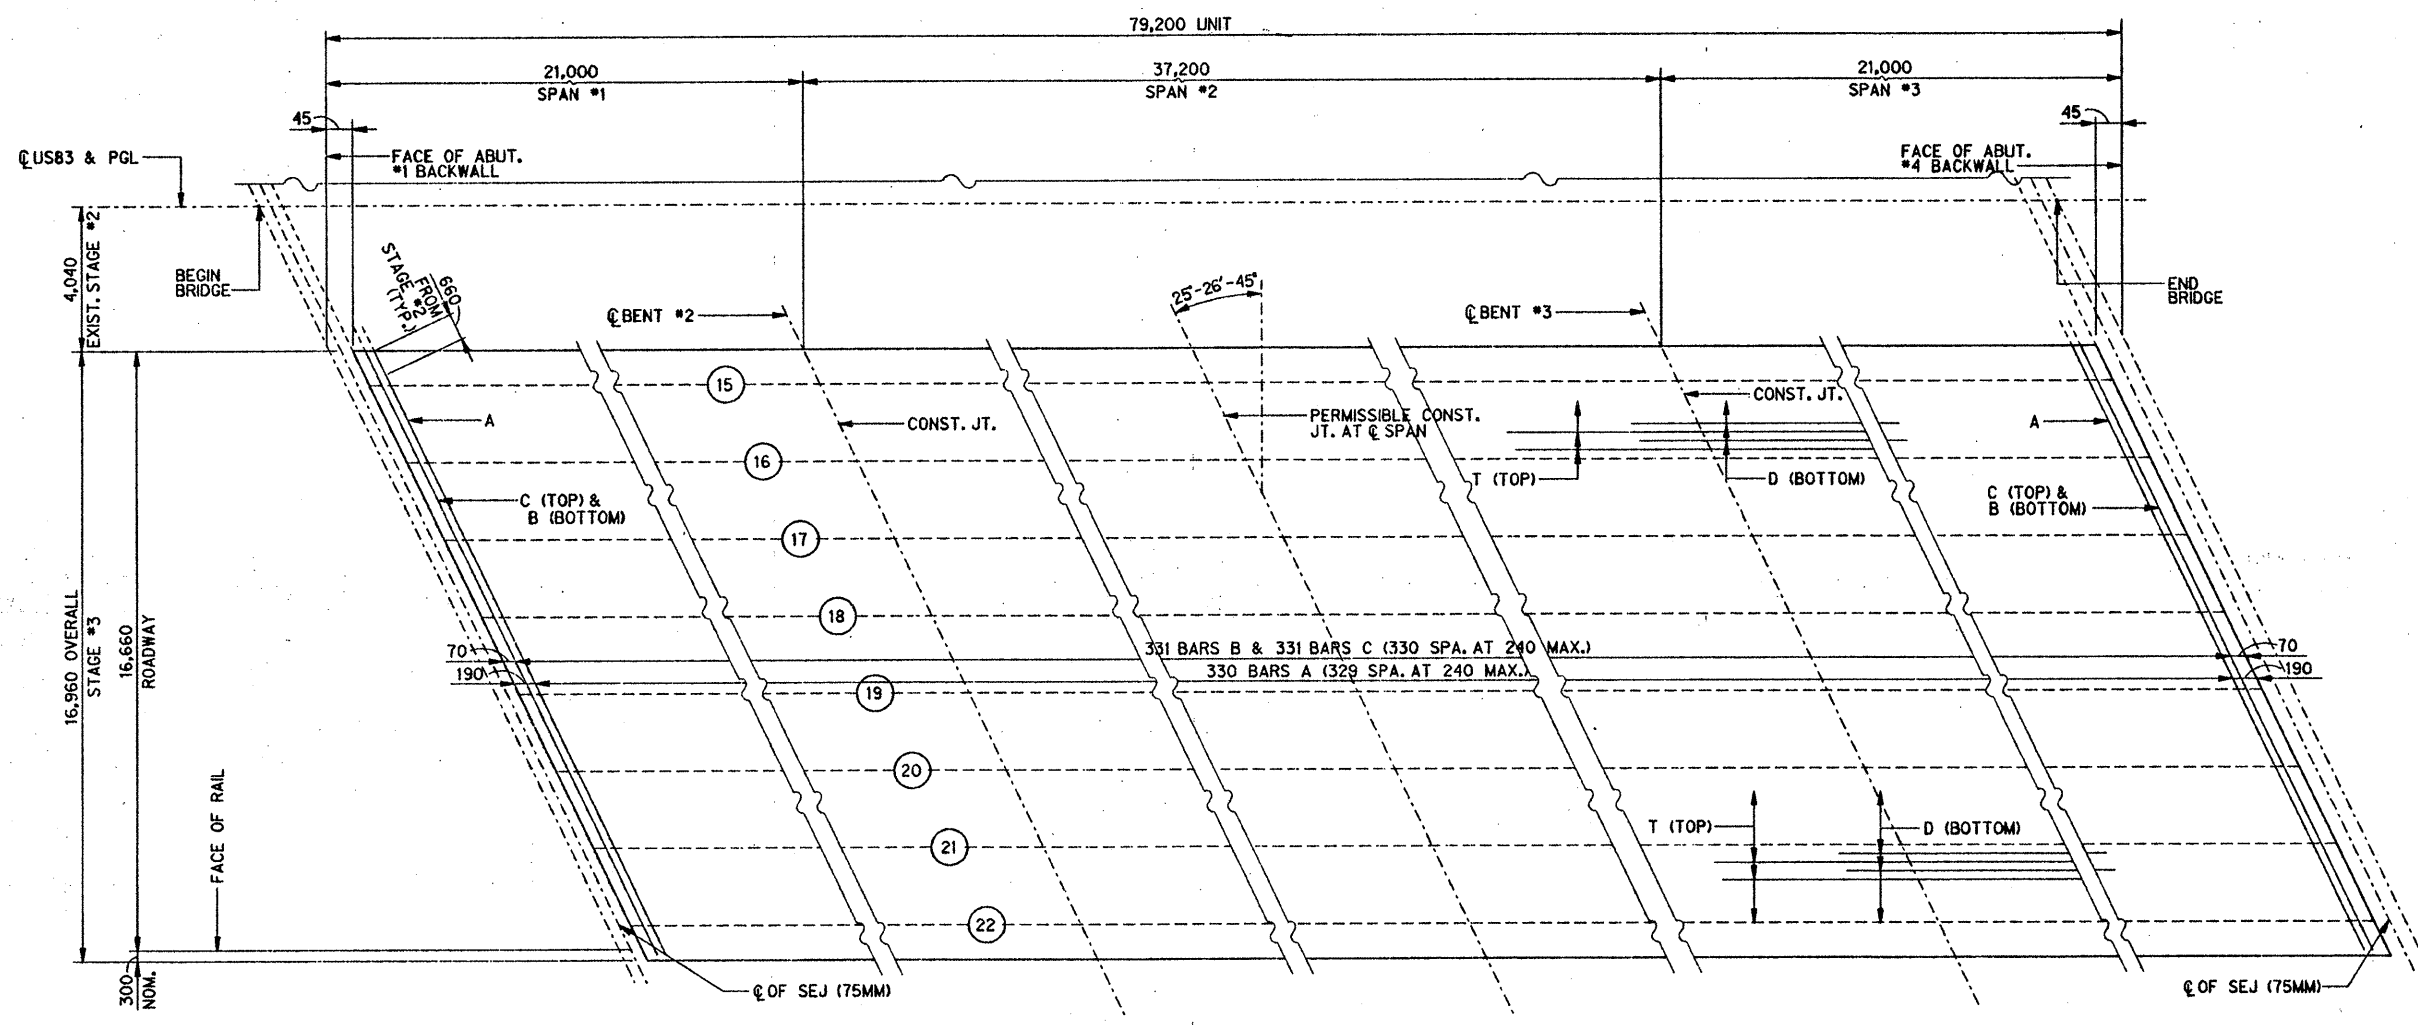 79,200 UNIT
21,000
SPAN #1
37,200
SPAN #2
21,000
SPAN #3
45
45
℄ US83 & PGL
FACE OF ABUT.
#1 BACKWALL
FACE OF ABUT.
#4 BACKWALL
4,040
EXIST. STAGE #2
BEGIN
BRIDGE
660
FROM
STAGE #2
(TYP.)
℄ BENT #2
25°-26'-45"
℄ BENT #3
END
BRIDGE
15
A
CONST. JT.
PERMISSIBLE CONST.
JT. AT ℄ SPAN
CONST. JT.
A
16
T (TOP)
D (BOTTOM)
C (TOP) &
B (BOTTOM)
C (TOP) &
B (BOTTOM)
17
18
16,960 OVERALL
STAGE #3
16,660
ROADWAY
70
331 BARS B & 331 BARS C (330 SPA. AT 240 MAX.)
70
190
330 BARS A (329 SPA. AT 240 MAX.)
190
19
20
FACE OF RAIL
T (TOP)
D (BOTTOM)
21
22
300
NOM.
℄ OF SEJ (75MM)
℄ OF SEJ (75MM)